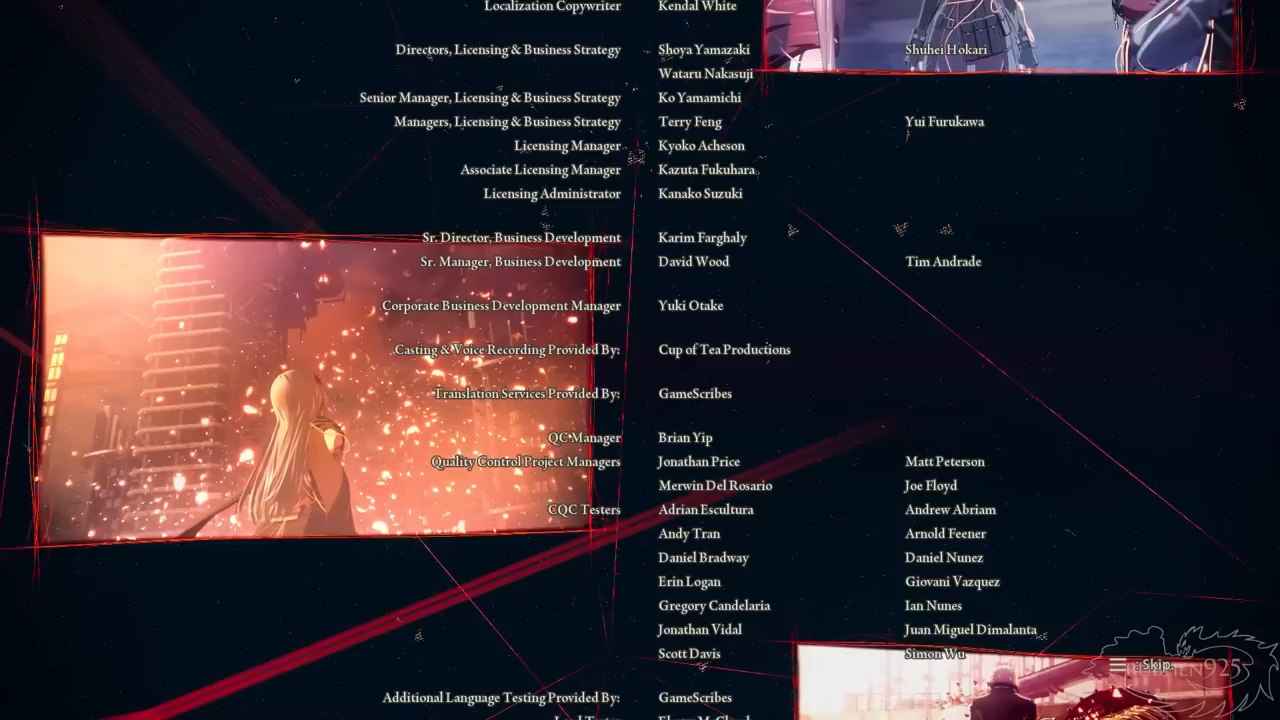 Localization Copywriter Kendal White
Directors, Licensing & Business Strategy Shoya Yamazaki Shuhei Hokari
Wataru Nakasuji
Senior Manager, Licensing & Business Strategy Ko Yamamichi
Managers, Licensing & Business Strategy Terry Feng Yui Furukawa
Licensing Manager Kyoko Acheson
Associate Licensing Manager Kazuta Fukuhara
Licensing Administrator Kanako Suzuki
Sr. Director, Business Development Karim Farghaly
Sr. Manager, Business Development David Wood Tim Andrade
Corporate Business Development Manager Yuki Otake
Casting & Voice Recording Provided By: Cup of Tea Productions
Translation Services Provided By: GameScribes
QC Manager Brian Yip
Quality Control Project Managers Jonathan Price Matt Peterson
Merwin Del Rosario Joe Floyd
CQC Testers Adrian Escultura Andrew Abriam
Andy Tran Arnold Feener
Daniel Bradway Daniel Nunez
Erin Logan Giovani Vazquez
Gregory Candelaria Ian Nunes
Jonathan Vidal Juan Miguel Dimalanta
Scott Davis Simon Wu
: Skip
Additional Language Testing Provided By: GameScribes